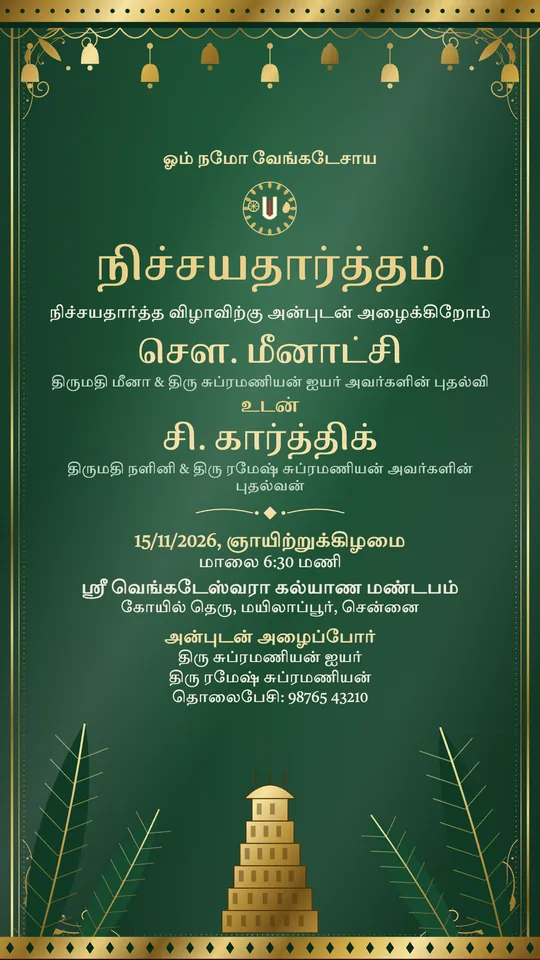 ஓம் நமோ வேங்கடேசாய
நிச்சயதார்த்தம்
நிச்சயதார்த்த விழாவிற்கு அன்புடன் அழைக்கிறோம்
சௌ. மீனாட்சி
திருமதி மீனா & திரு சுப்ரமணியன் ஐயர் அவர்களின் புதல்வி
உடன்
சி. கார்த்திக்
திருமதி நளினி & திரு ரமேஷ் சுப்ரமணியன் அவர்களின்
புதல்வன்
15/11/2026, ஞாயிற்றுக்கிழமை
மாலை 6:30 மணி
ஸ்ரீ வெங்கடேஸ்வரா கல்யாண மண்டபம்
கோயில் தெரு, மயிலாப்பூர், சென்னை
அன்புடன் அழைப்போர்
திரு சுப்ரமணியன் ஐயர்
திரு ரமேஷ் சுப்ரமணியன்
தொலைபேசி: 98765 43210